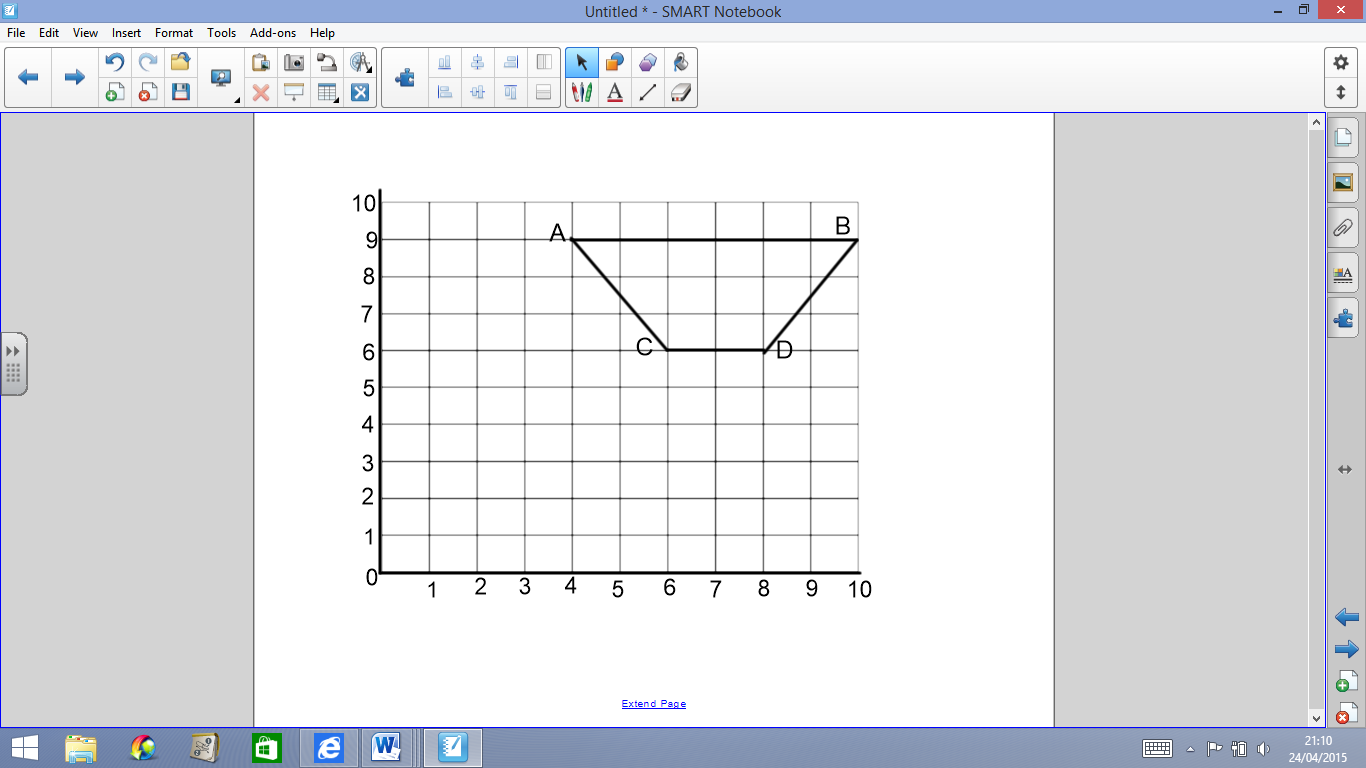 Untitled * - SMART Notebook
File Edit View Insert Format Tools Add-ons Help
10
A B
9
8
7
C D
6
5
4
3
2
1
0
1 2 3 4 5 6 7 8 9 10
Extend Page
21:10
24/04/2015